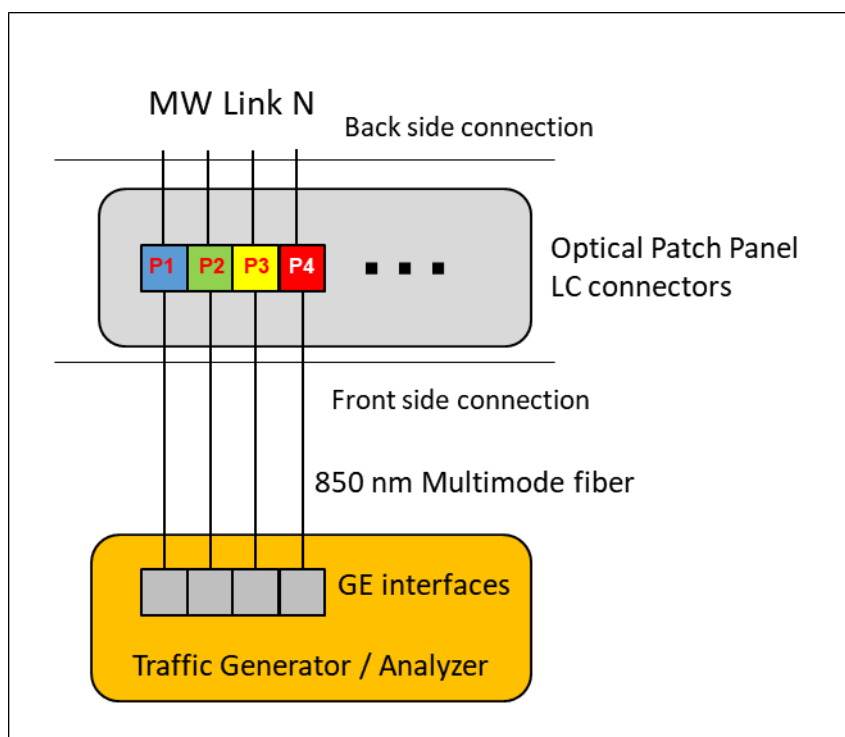 MW Link N
Back side connection
P1 P2 P3 P4
Optical Patch Panel
LC connectors
Front side connection
850 nm Multimode fiber
GE interfaces
Traffic Generator / Analyzer